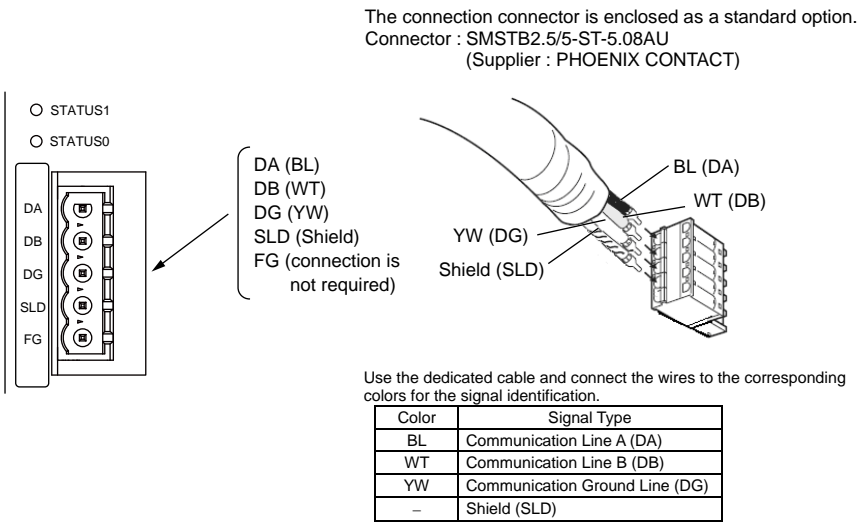 The connection connector is enclosed as a standard option.
Connector : SMSTB2.5/5-ST-5.08AU
(Supplier : PHOENIX CONTACT)
STATUS1
STATUS0
DA
DB
DG
SLD
FG
DA (BL)
DB (WT)
DG (YW)
SLD (Shield)
FG (connection is
not required)
BL (DA)
WT (DB)
YW (DG)
Shield (SLD)
Use the dedicated cable and connect the wires to the corresponding
colors for the signal identification.
Color Signal Type
BL Communication Line A (DA)
WT Communication Line B (DB)
YW Communication Ground Line (DG)
– Shield (SLD)